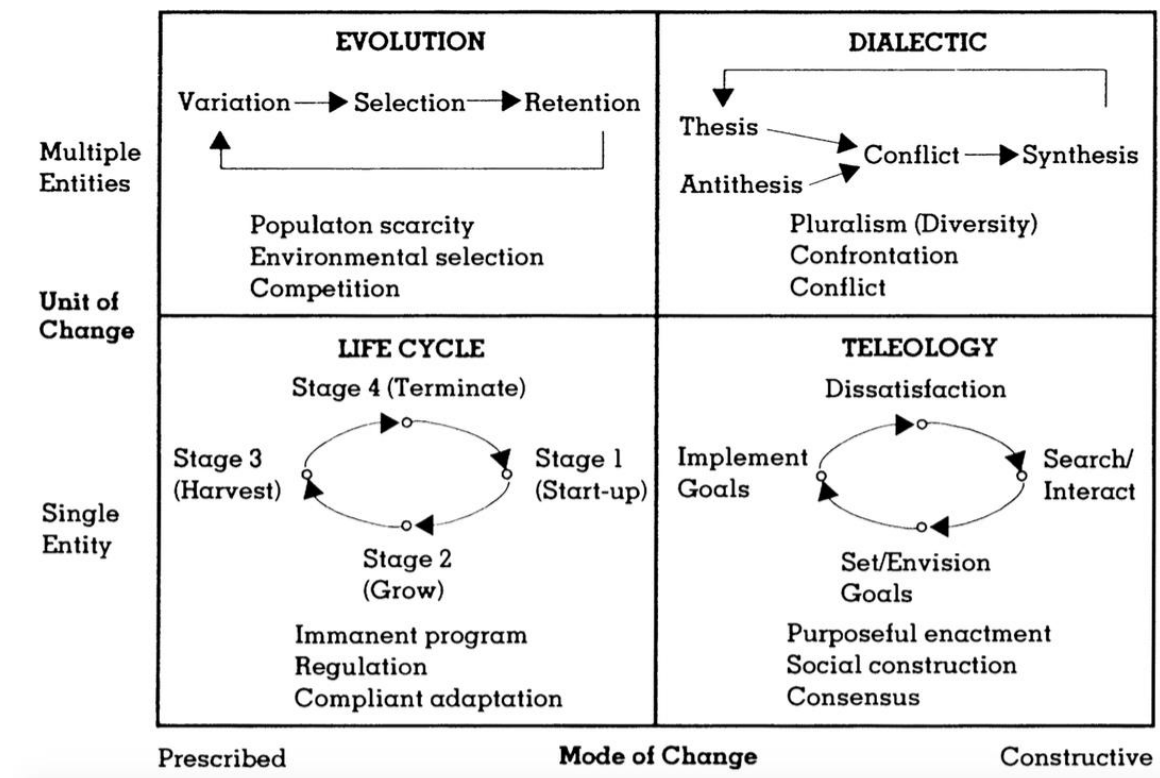 EVOLUTION
Variation Selection Retention
Populaton scarcity
Environmental selection
Competition
DIALECTIC
Thesis
Antithesis
Conflict Synthesis
Pluralism (Diversity)
Confrontation
Conflict
Multiple
Entities
Unit of
Change
Single
Entity
LIFE CYCLE
Stage 4 (Terminate)
Stage 3
(Harvest)
Stage 1
(Start-up)
Stage 2
(Grow)
Immanent program
Regulation
Compliant adaptation
TELEOLOGY
Dissatisfaction
Implement
Goals
Search/
Interact
Set/Envision
Goals
Purposeful enactment
Social construction
Consensus
Prescribed Mode of Change Constructive